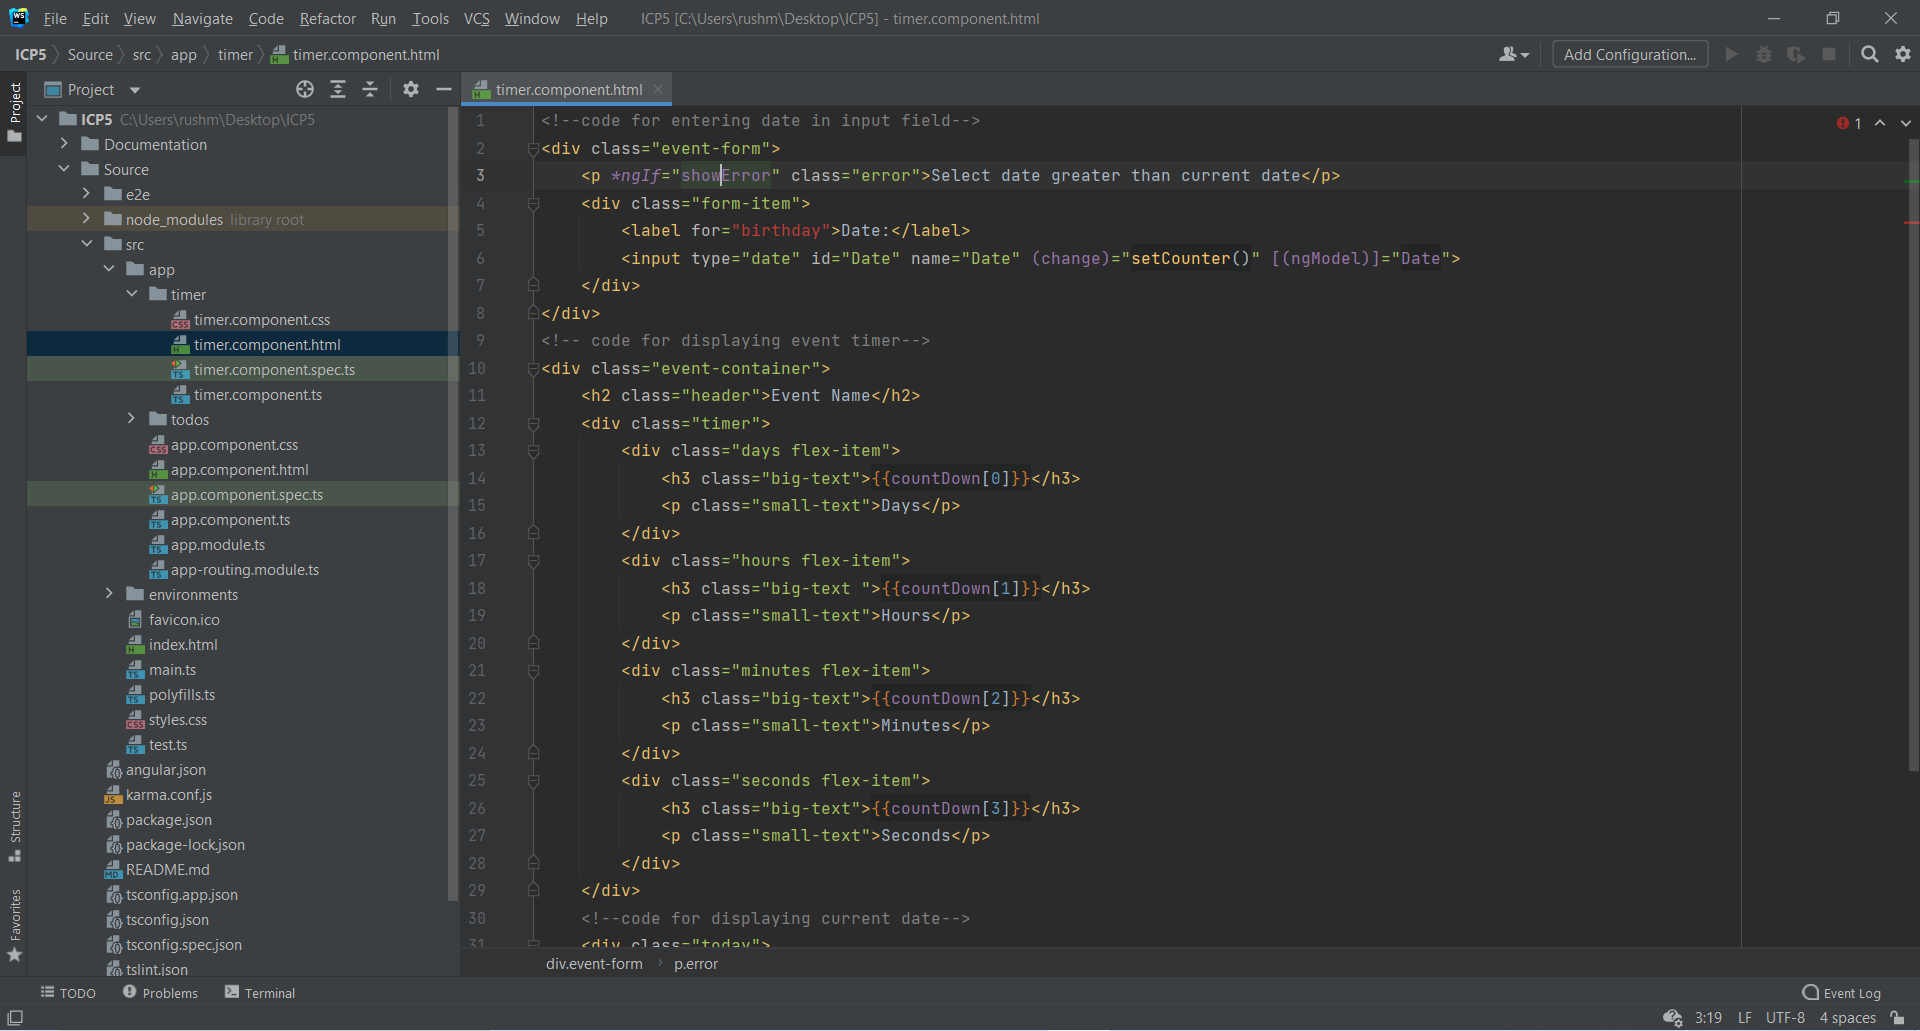 WS File Edit View Navigate Code Refactor Run Tools VCS Window Help ICP5 [C:\Users\rushm\Desktop\ICP5] - timer.component.html
ICP5 Source src app timer timer.component.html Add Configuration...
Project
Project
ICP5 C:\Users\rushm\Desktop\ICP5
Documentation
Source
e2e
node_modules library root
src
app
timer
timer.component.css
timer.component.html
timer.component.spec.ts
timer.component.ts
todos
app.component.css
app.component.html
app.component.spec.ts
app.component.ts
app.module.ts
app-routing.module.ts
environments
favicon.ico
index.html
main.ts
polyfills.ts
styles.css
test.ts
angular.json
karma.conf.js
package.json
package-lock.json
README.md
tsconfig.app.json
tsconfig.json
tsconfig.spec.json
tslint.json
Structure
Favorites
timer.component.html
1
1 <!--code for entering date in input field-->
2 <div class="event-form">
3 <p *ngIf="showError" class="error">Select date greater than current date</p>
4 <div class="form-item">
5 <label for="birthday">Date:</label>
6 <input type="date" id="Date" name="Date" (change)="setCounter()" [(ngModel)]="Date">
7 </div>
8 </div>
9 <!-- code for displaying event timer-->
10 <div class="event-container">
11 <h2 class="header">Event Name</h2>
12 <div class="timer">
13 <div class="days flex-item">
14 <h3 class="big-text">{{countDown[0]}}</h3>
15 <p class="small-text">Days</p>
16 </div>
17 <div class="hours flex-item">
18 <h3 class="big-text ">{{countDown[1]}}</h3>
19 <p class="small-text">Hours</p>
20 </div>
21 <div class="minutes flex-item">
22 <h3 class="big-text">{{countDown[2]}}</h3>
23 <p class="small-text">Minutes</p>
24 </div>
25 <div class="seconds flex-item">
26 <h3 class="big-text">{{countDown[3]}}</h3>
27 <p class="small-text">Seconds</p>
28 </div>
29 </div>
30 <!--code for displaying current date-->
31 <div class="today">
div.event-form p.error
TODO Problems Terminal Event Log
3:19 LF UTF-8 4 spaces